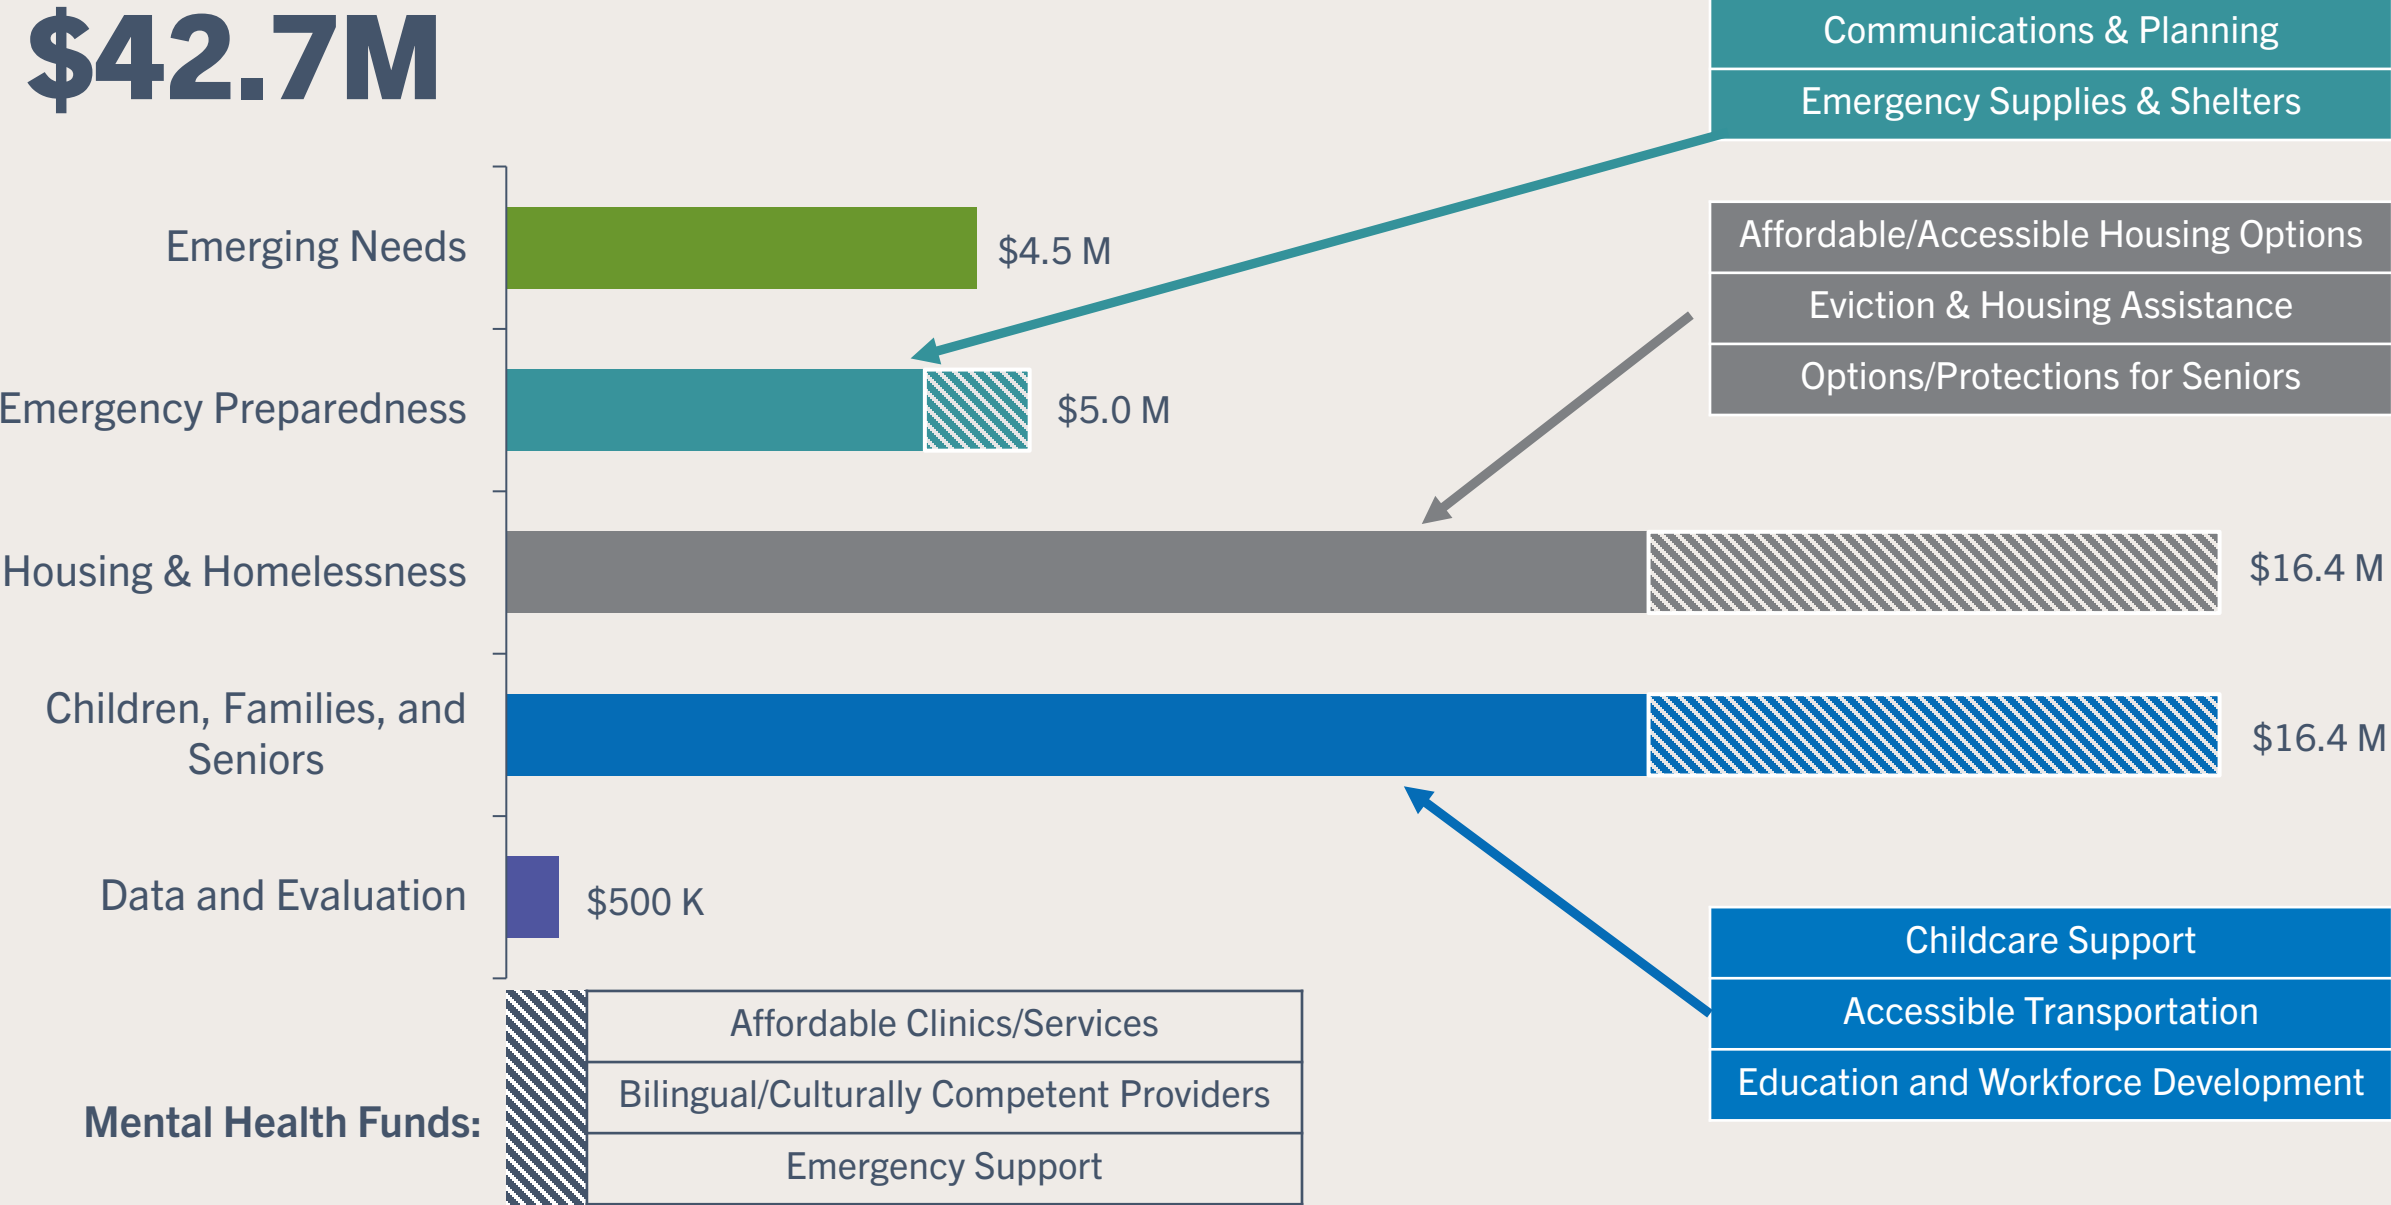 $42.7M
Communications & Planning
Emergency Supplies & Shelters
Emerging Needs
$4.5 M
Affordable/Accessible Housing Options
Eviction & Housing Assistance
Options/Protections for Seniors
Emergency Preparedness
$5.0 M
Housing & Homelessness
$16.4 M
Children, Families, and
Seniors
$16.4 M
Data and Evaluation
$500 K
Childcare Support
Accessible Transportation
Education and Workforce Development
Mental Health Funds:
Affordable Clinics/Services
Bilingual/Culturally Competent Providers
Emergency Support